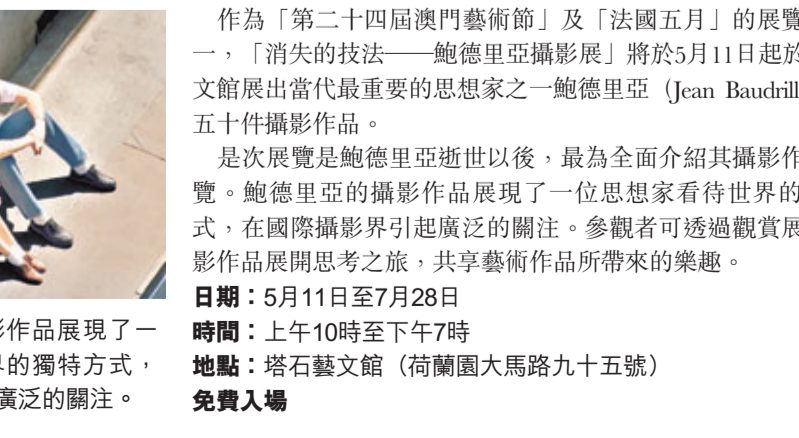 作為「第二十四屆澳門藝術節」及「法國五月」的展覽
一，「消失的技法——鮑德里亞攝影展」將於5月11日起於
文館展出當代最重要的思想家之一鮑德里亞（Jean Baudrill
五十件攝影作品。
是次展覽是鮑德里亞逝世以後，最為全面介紹其攝影作
覽。鮑德里亞的攝影作品展現了一位思想家看待世界的
式，在國際攝影界引起廣泛的關注。參觀者可透過觀賞展
影作品展開思考之旅，共享藝術作品所帶來的樂趣。
日期：5月11日至7月28日
時間：上午10時至下午7時
地點：塔石藝文館（荷蘭園大馬路九十五號）
免費入場
影作品展現了一
界的獨特方式，
廣泛的關注。